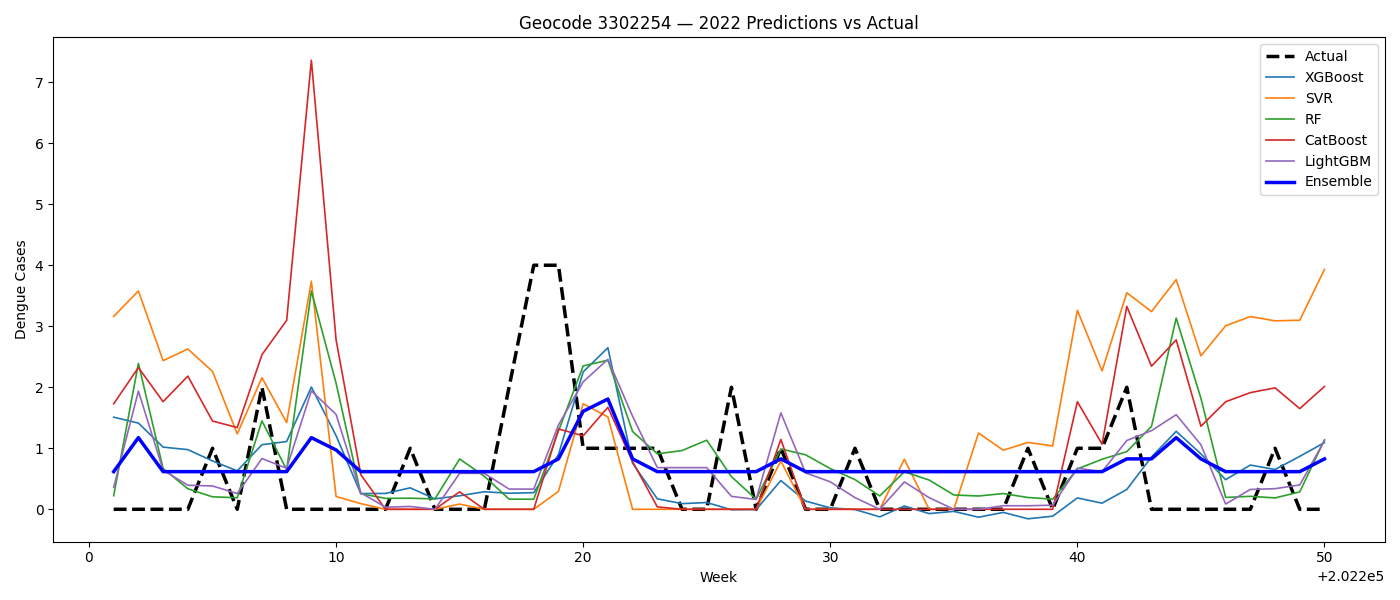 Geocode 3302254 — 2022 Predictions vs Actual
Dengue Cases
7
6
5
4
3
2
1
0
Actual
XGBoost
SVR
RF
CatBoost
LightGBM
Ensemble
0 10 20 30 40 50
Week
+2.022e5